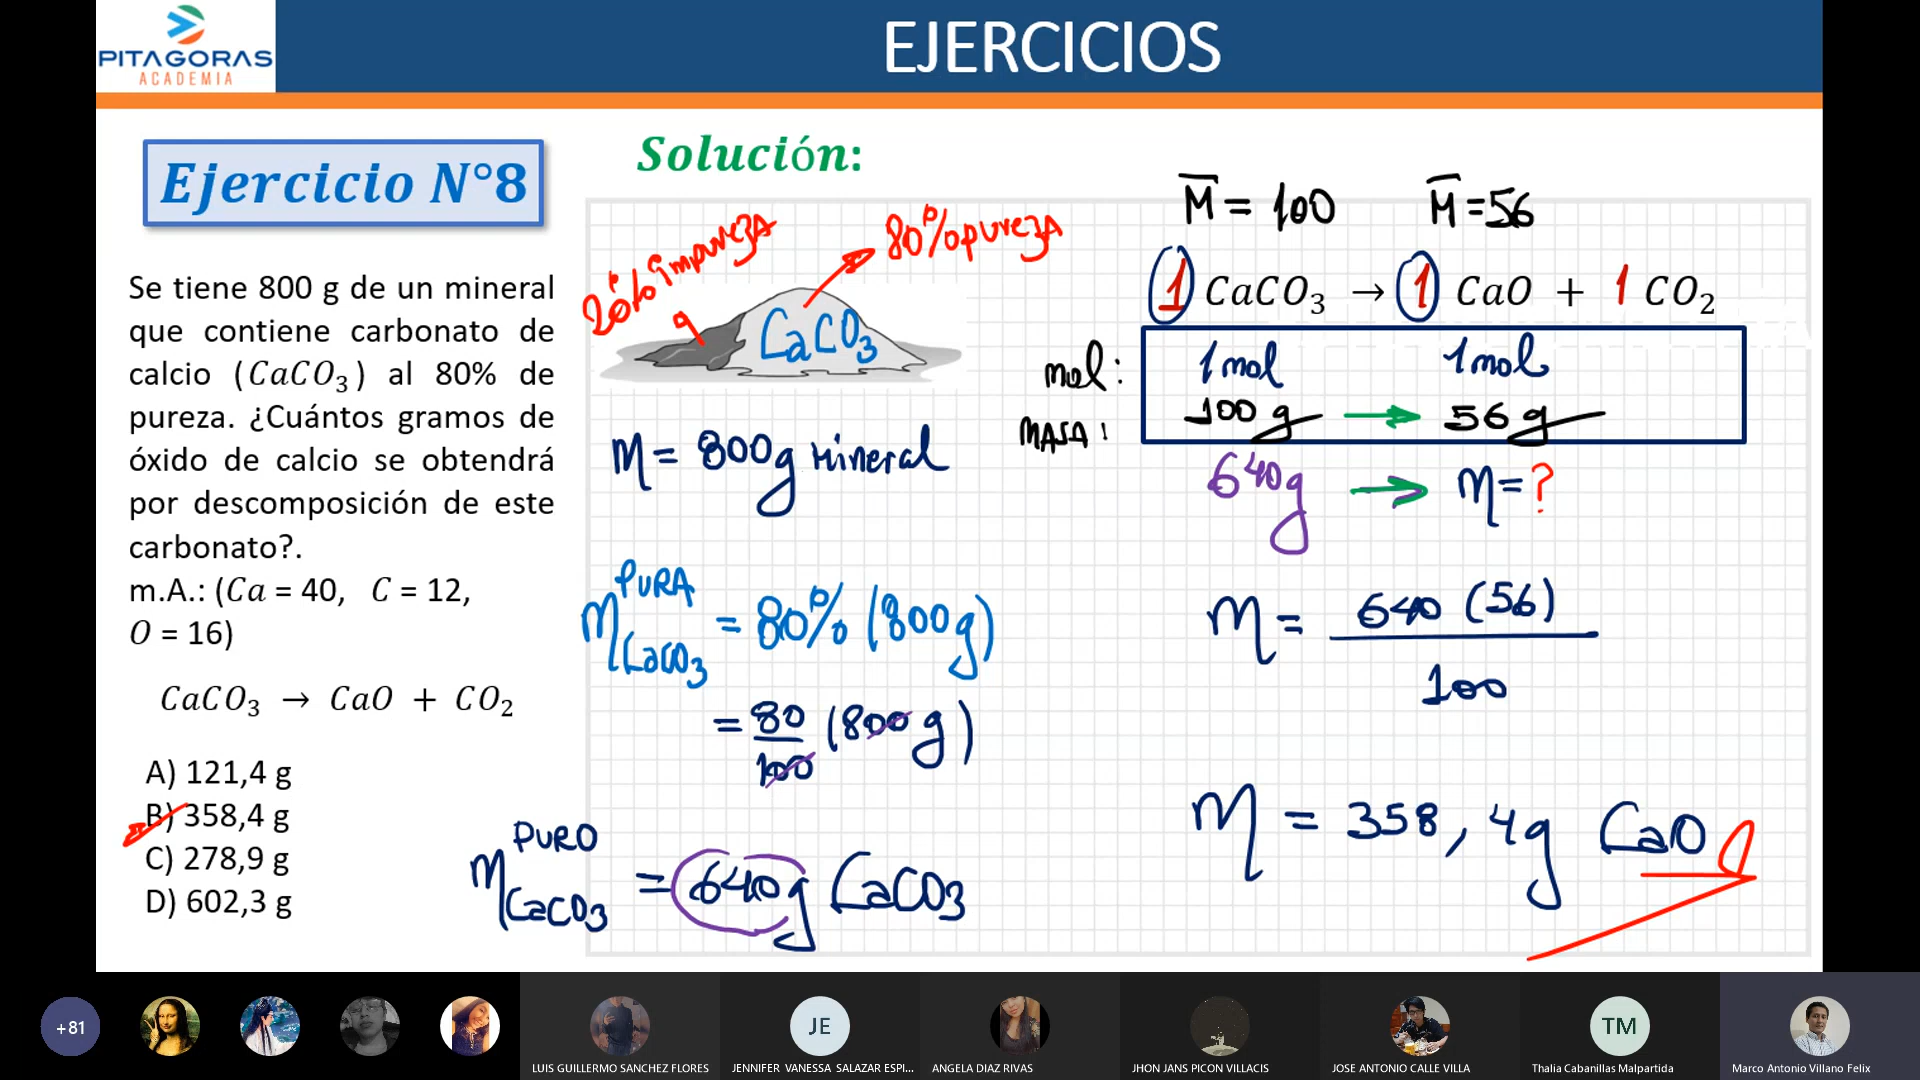 PITAGORAS
ACADEMIA
EJERCICIOS
Ejercicio N°8
Se tiene 800 g de un mineral
que contiene carbonato de
calcio (CaCO₃) al 80% de
pureza. ¿Cuántos gramos de
óxido de calcio se obtendrá
por descomposición de este
carbonato?.
m.A.: (Ca = 40, C = 12,
O = 16)
CaCO₃ → CaO + CO₂
A) 121,4 g
B) 358,4 g
C) 278,9 g
D) 602,3 g
Solución:
20% impureza
80% pureza
CaCO₃
m = 800g mineral
m PURA CaCO₃ = 80% (800g)
= 80/100 (800 g)
m PURO CaCO₃ = 640g CaCO₃
M̅ = 100 M̅ = 56
1 CaCO₃ → 1 CaO + 1 CO₂
mol: 1mol 1mol
MASA: 100 g → 56 g
640g → m = ?
m = 640 (56)
100
m = 358,4g CaO
+81
JE
TM
LUIS GUILLERMO SANCHEZ FLORES
JENNIFER VANESSA SALAZAR ESPI...
ANGELA DIAZ RIVAS
JHON JANS PICON VILLACIS
JOSE ANTONIO CALLE VILLA
Thalia Cabanillas Malpartida
Marco Antonio Villano Felix